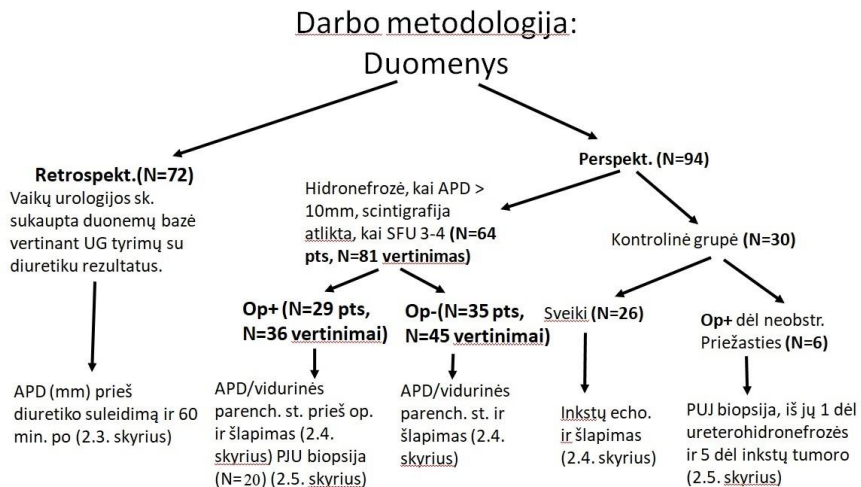 Darbo metodologija:
Duomenys
Retrospekt.(N=72)
Vaikų urologijos sk.
sukaupta duonemų bazė
vertinant UG tyrimų su
diuretiku rezultatus.
APD (mm) prieš
diuretiko suleidimą ir 60
min. po (2.3. skyrius)
Perspekt. (N=94)
Hidronefrozė, kai APD >
10mm, scintigrafija
atlikta, kai SFU 3-4 (N=64
pts, N=81 vertinimas)
Op+ (N=29 pts,
N=36 vertinimai)
APD/vidurinės
parench. st. prieš op.
ir šlapimas (2.4.
skyrius) PJU biopsija
(N=20) (2.5. skyrius)
Op-(N=35 pts,
N=45 vertinimai)
APD/vidurinės
parench. st. ir
šlapimas (2.4.
skyrius)
Kontrolinė grupė (N=30)
Sveiki (N=26)
Inkstų echo.
ir šlapimas
(2.4. skyrius)
Op+ dėl neobstr.
Priežasties (N=6)
PUJ biopsija, iš jų 1 dėl
ureterohidronefrozės
ir 5 dėl inkstų tumoro
(2.5. skyrius)